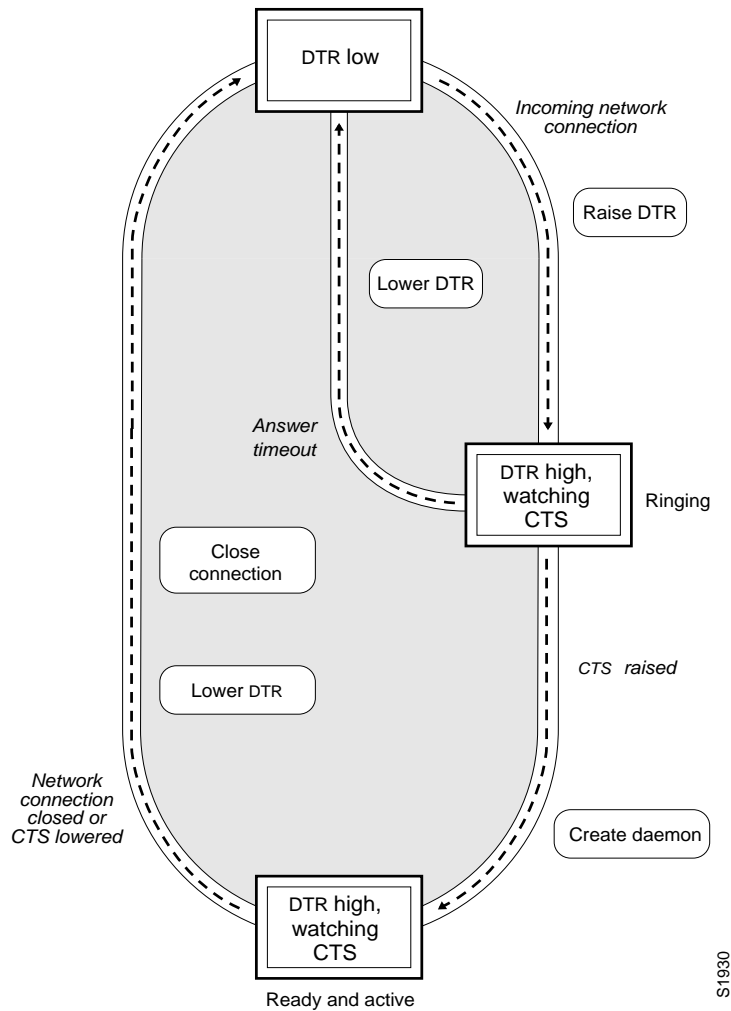 DTR low
Incoming network
connection
Raise DTR
Lower DTR
Answer
timeout
DTR high,
watching
CTS
Ringing
Close
connection
CTS raised
Lower DTR
Network
connection
closed or
CTS lowered
Create daemon
DTR high,
watching
CTS
Ready and active
S1930